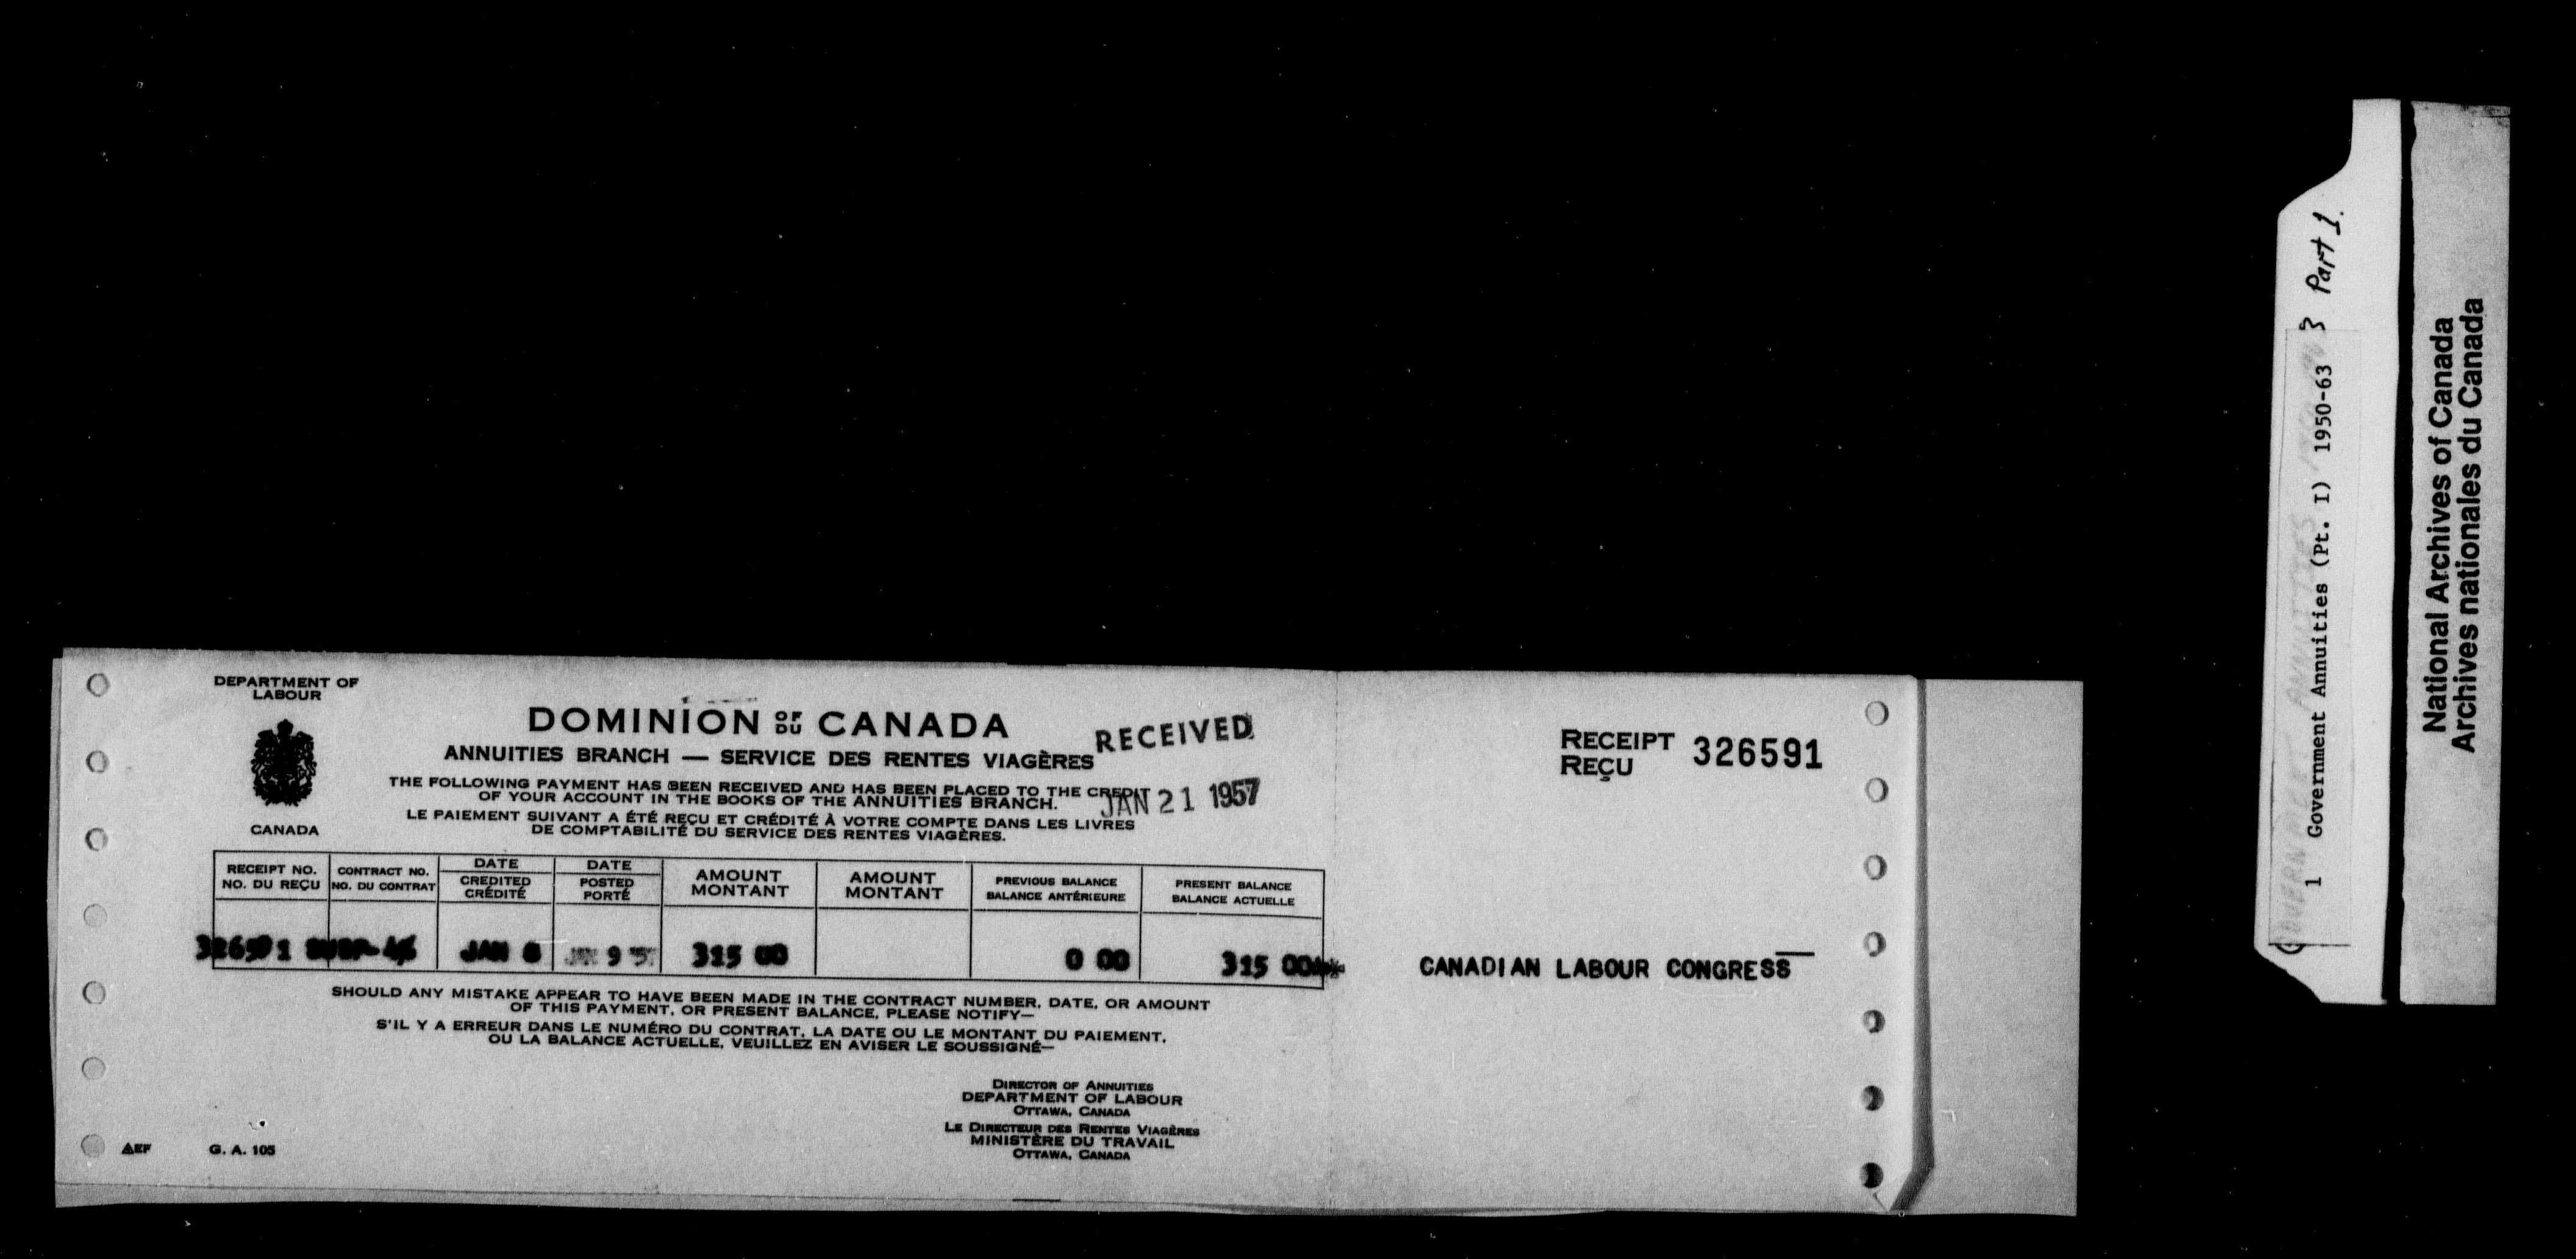 DEPARTMENT OF
LABOUR
CANADA
DOMINION OF DU CANADA
ANNUITIES BRANCH — SERVICE DES RENTES VIAGÈRES
RECEIVED
JAN 21 1957
THE FOLLOWING PAYMENT HAS BEEN RECEIVED AND HAS BEEN PLACED TO THE CREDIT
OF YOUR ACCOUNT IN THE BOOKS OF THE ANNUITIES BRANCH.
LE PAIEMENT SUIVANT A ÉTÉ REÇU ET CRÉDITÉ À VOTRE COMPTE DANS LES LIVRES
DE COMPTABILITÉ DU SERVICE DES RENTES VIAGÈRES.
RECEIPT 326591
REÇU
RECEIPT NO.
NO. DU REÇU
CONTRACT NO.
NO. DU CONTRAT
DATE
CREDITED
CRÉDITÉ
DATE
POSTED
PORTÉ
AMOUNT
MONTANT
AMOUNT
MONTANT
PREVIOUS BALANCE
BALANCE ANTÉRIEURE
PRESENT BALANCE
BALANCE ACTUELLE
326591 JAN 9 315 00 0 00 315 00
CANADIAN LABOUR CONGRESS
SHOULD ANY MISTAKE APPEAR TO HAVE BEEN MADE IN THE CONTRACT NUMBER, DATE, OR AMOUNT
OF THIS PAYMENT, OR PRESENT BALANCE, PLEASE NOTIFY—
S'IL Y A ERREUR DANS LE NUMÉRO DU CONTRAT, LA DATE OU LE MONTANT DU PAIEMENT,
OU LA BALANCE ACTUELLE, VEUILLEZ EN AVISER LE SOUSSIGNÉ—
DIRECTOR OF ANNUITIES
DEPARTMENT OF LABOUR
OTTAWA, CANADA
LE DIRECTEUR DES RENTES VIAGÈRES
MINISTÈRE DU TRAVAIL
OTTAWA, CANADA
AEF G. A. 105
1 Government Annuities (Pt. I) 1950-63 3 Part 1.
National Archives of Canada
Archives nationales du Canada